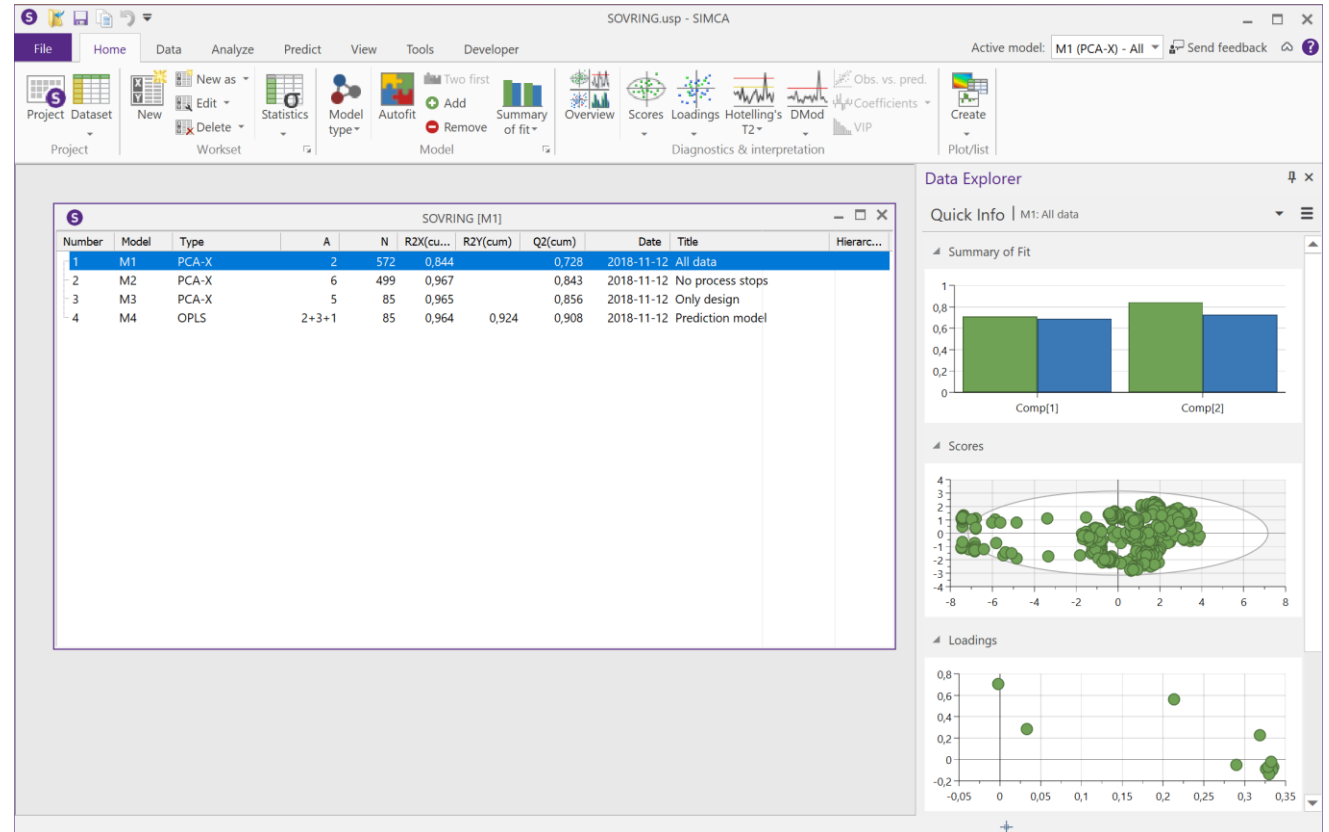 S
SOVRING.usp - SIMCA
File Home Data Analyze Predict View Tools Developer
Active model: M1 (PCA-X) - All Send feedback ?
Project Dataset
Project
New
New as
Edit
Delete
Statistics
Workset
Model type
Autofit
Two first
Add
Remove
Summary of fit
Model
Overview Scores Loadings Hotelling's T2 DMod
Obs. vs. pred.
Coefficients
VIP
Diagnostics & interpretation
Create
Plot/list
S
SOVRING [M1]
Number Model Type A N R2X(cu... R2Y(cum) Q2(cum) Date Title Hierarc...
1 M1 PCA-X 2 572 0,844 0,728 2018-11-12 All data
2 M2 PCA-X 6 499 0,967 0,843 2018-11-12 No process stops
3 M3 PCA-X 5 85 0,965 0,856 2018-11-12 Only design
4 M4 OPLS 2+3+1 85 0,964 0,924 0,908 2018-11-12 Prediction model
Data Explorer
Quick Info | M1: All data
Summary of Fit
1
0,8
0,6
0,4
0,2
0
Comp[1] Comp[2]
Scores
4
3
2
1
0
-1
-2
-3
-4
-8 -6 -4 -2 0 2 4 6 8
Loadings
0,8
0,6
0,4
0,2
0
-0,2
-0,05 0 0,05 0,1 0,15 0,2 0,25 0,3 0,35